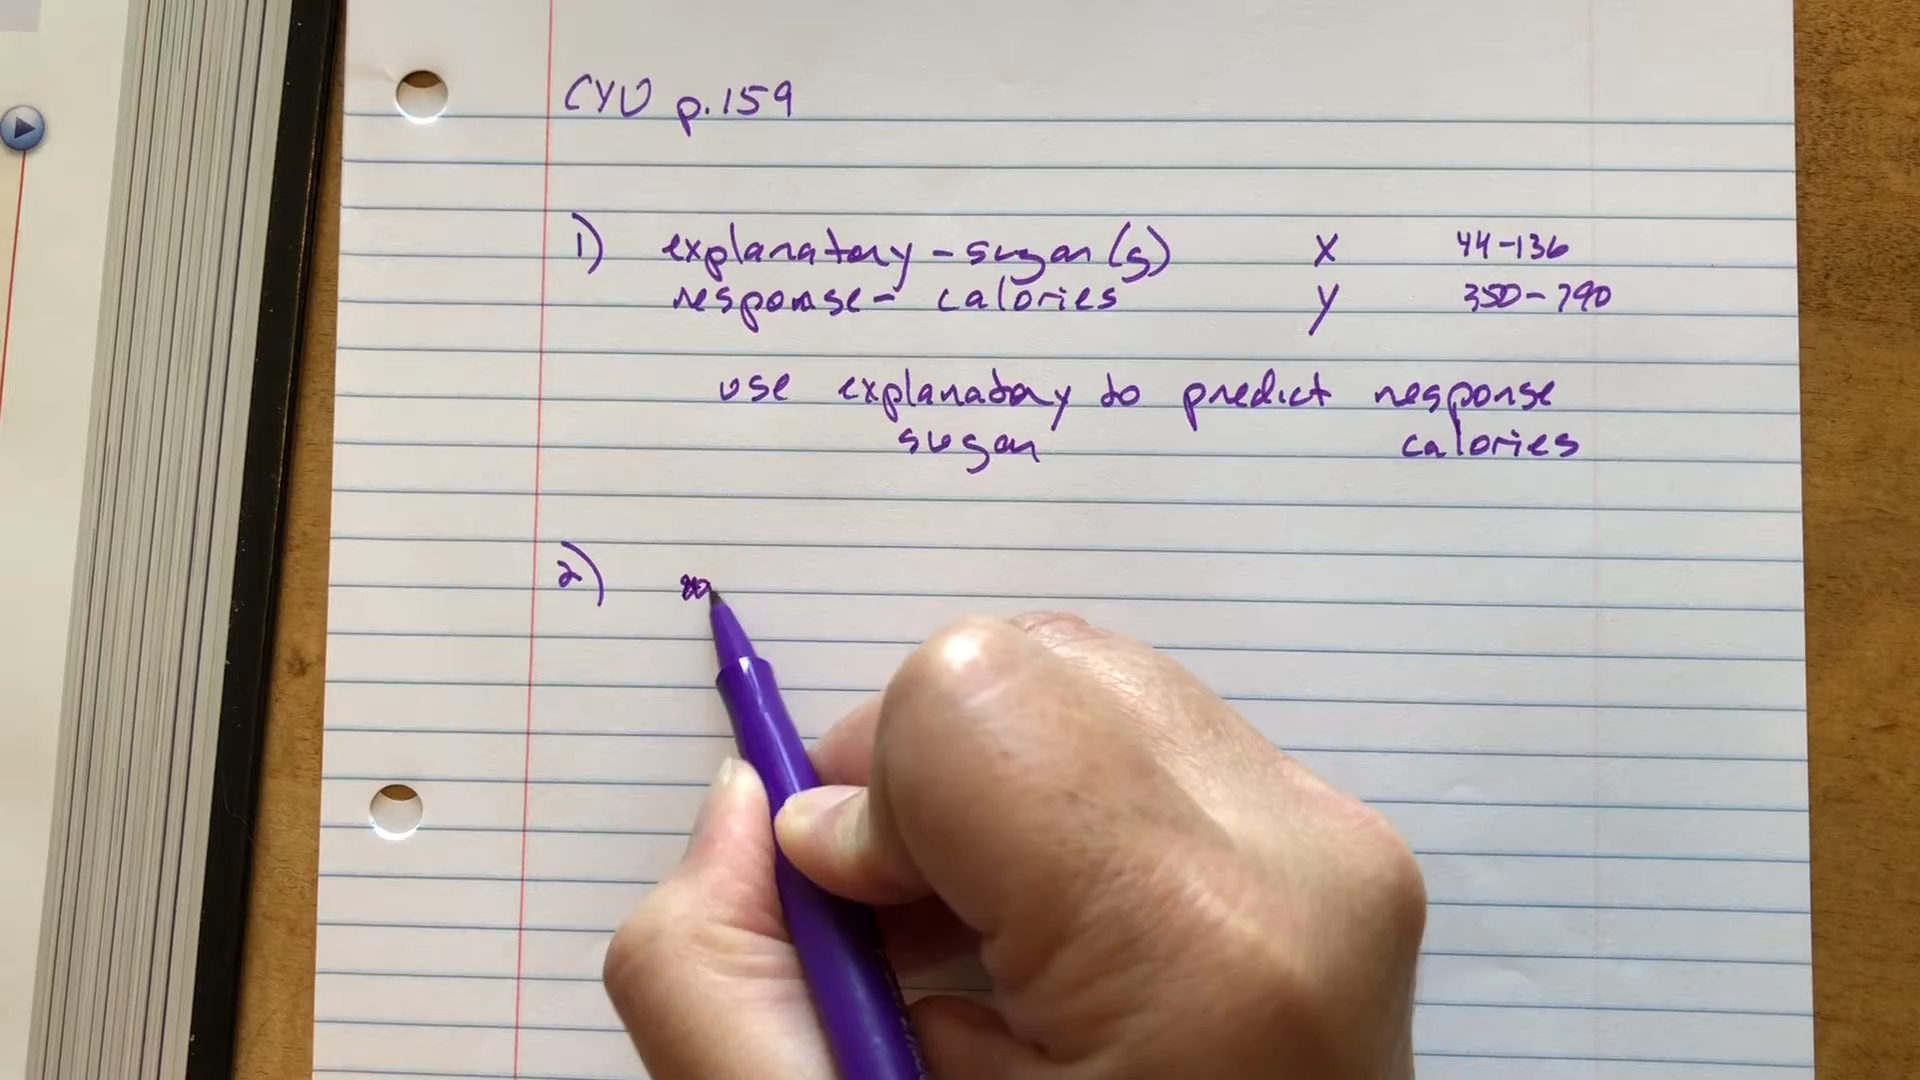 CYU p.159
1) explanatory - sugar (g) x 44-136
response - calories y 350-790
use explanatory to predict response
sugar calories
2)